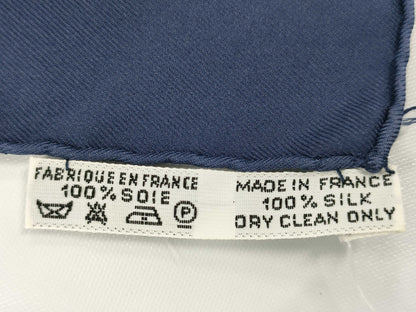 FABRIQUE EN FRANCE
100% SOIE
P
MADE IN FRANCE
100% SILK
DRY CLEAN ONLY